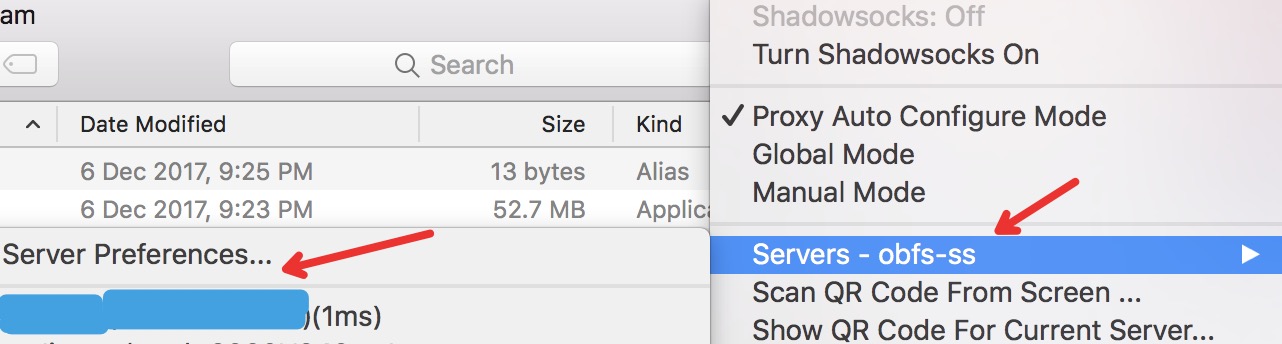 am
Search
Date Modified Size Kind
6 Dec 2017, 9:25 PM 13 bytes Alias
6 Dec 2017, 9:23 PM 52.7 MB Applica
Server Preferences...
)(1ms)
Shadowsocks: Off
Turn Shadowsocks On
✓ Proxy Auto Configure Mode
Global Mode
Manual Mode
Servers - obfs-ss
Scan QR Code From Screen ...
Show QR Code For Current Server...